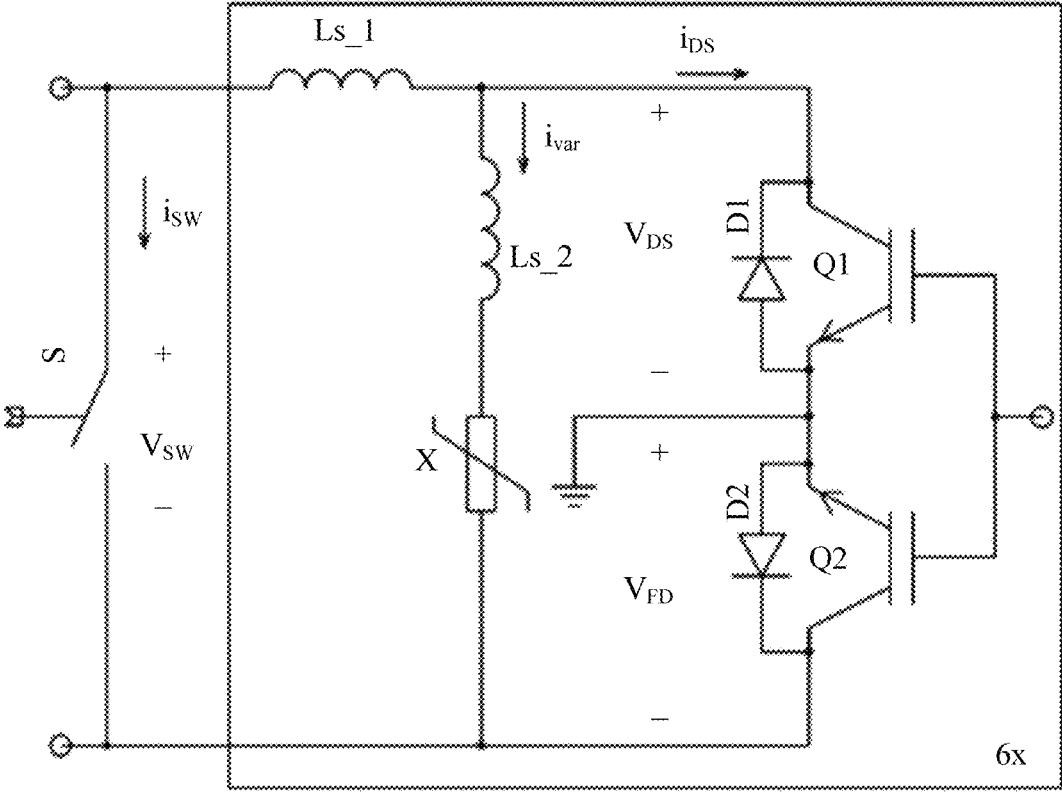 Ls_1
iDS
+
ivar
iSW
D1
VDS
Ls_2
Q1
S
+
−
VSW
X
+
−
D2
Q2
VFD
−
6x